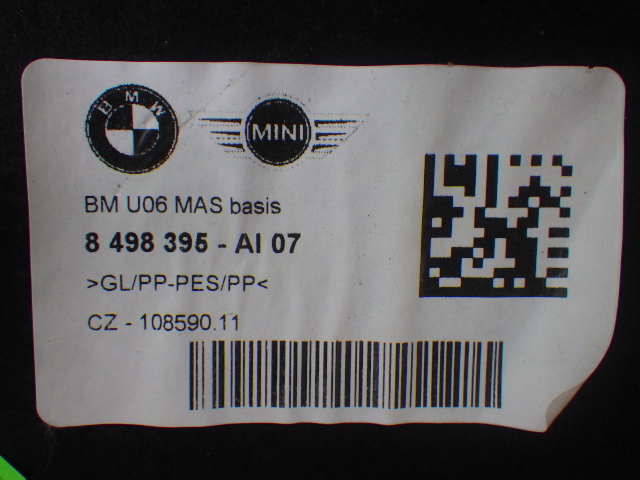 BMW
MINI
BM U06 MAS basis
8 498 395 - AI 07
>GL/PP-PES/PP<
CZ - 108590.11